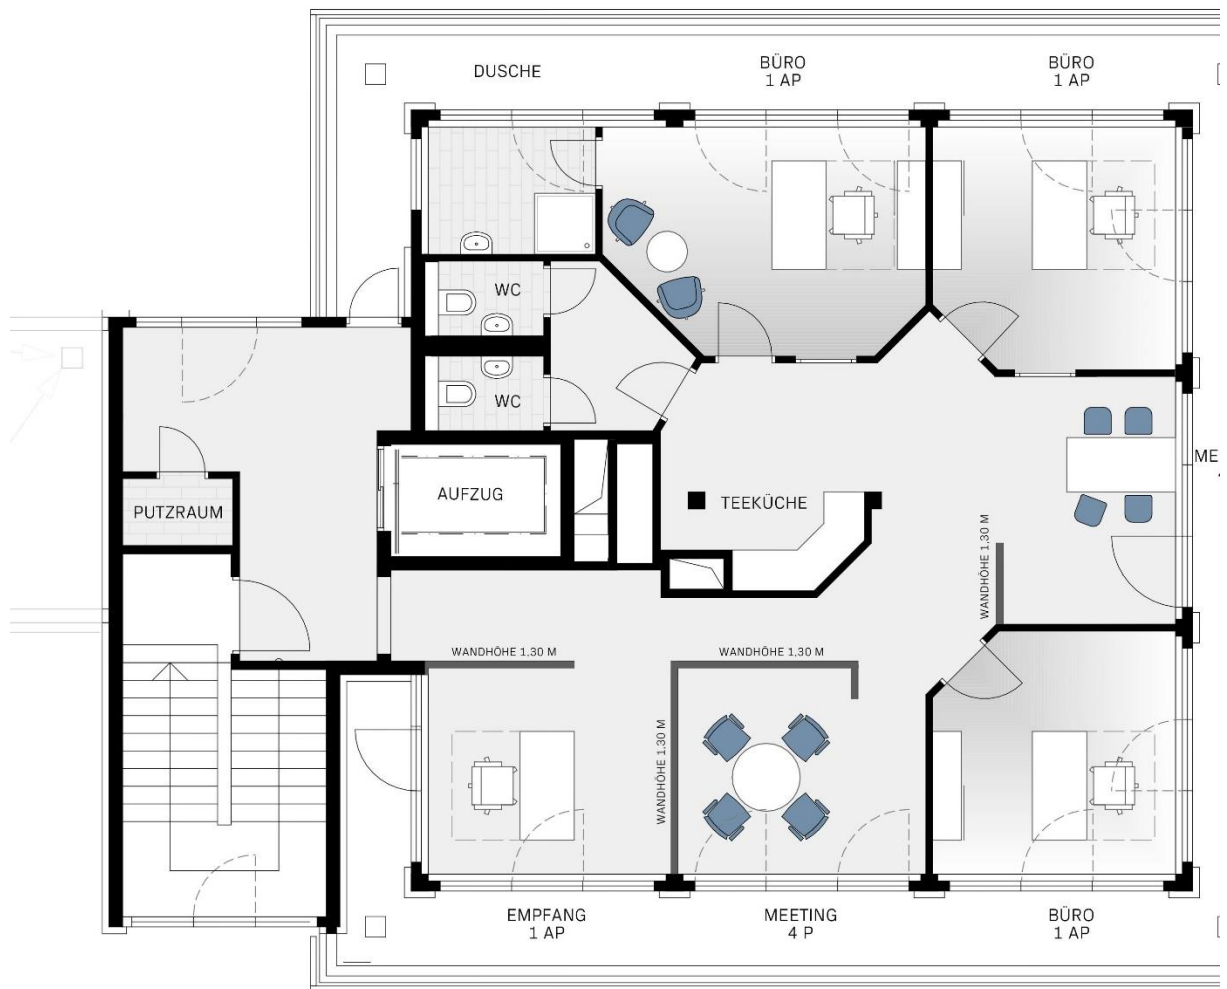 DUSCHE
BÜRO
1 AP
BÜRO
1 AP
WC
WC
AUFZUG
PUTZRAUM
TEEKÜCHE
ME
WANDHÖHE 1,30 M
WANDHÖHE 1,30 M
WANDHÖHE 1,30 M
WANDHÖHE 1,30 M
EMPFANG
1 AP
MEETING
4 P
BÜRO
1 AP